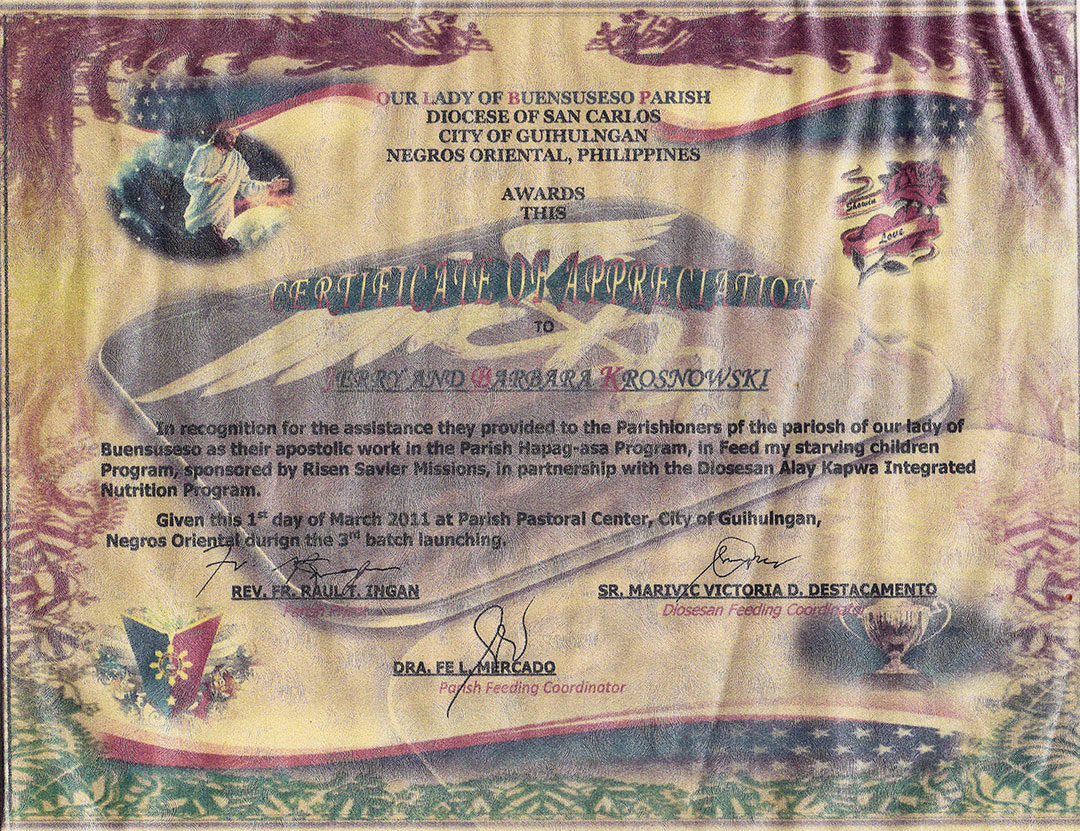 OUR LADY OF BUENSUSESO PARISH
DIOCESE OF SAN CARLOS
CITY OF GUIHULNGAN
NEGROS ORIENTAL, PHILIPPINES
AWARDS
THIS
Love
CERTIFICATE OF APPRECIATION
TO
JERRY AND BARBARA KROSNOWSKI
In recognition for the assistance they provided to the Parishioners pf the pariosh of our lady of
Buensuseso as their apostolic work in the Parish Hapag-asa Program, in Feed my starving children
Program, sponsored by Risen Savier Missions, in partnership with the Diosesan Alay Kapwa Integrated
Nutrition Program.
Given this 1st day of March 2011 at Parish Pastoral Center, City of Guihulngan,
Negros Oriental durign the 3rd batch launching.
REV. FR. RAUL T. INGAN
Parish Priest
SR. MARIVIC VICTORIA D. DESTACAMENTO
Diosesan Feeding Coordinator
DRA. FE L. MERCADO
Parish Feeding Coordinator